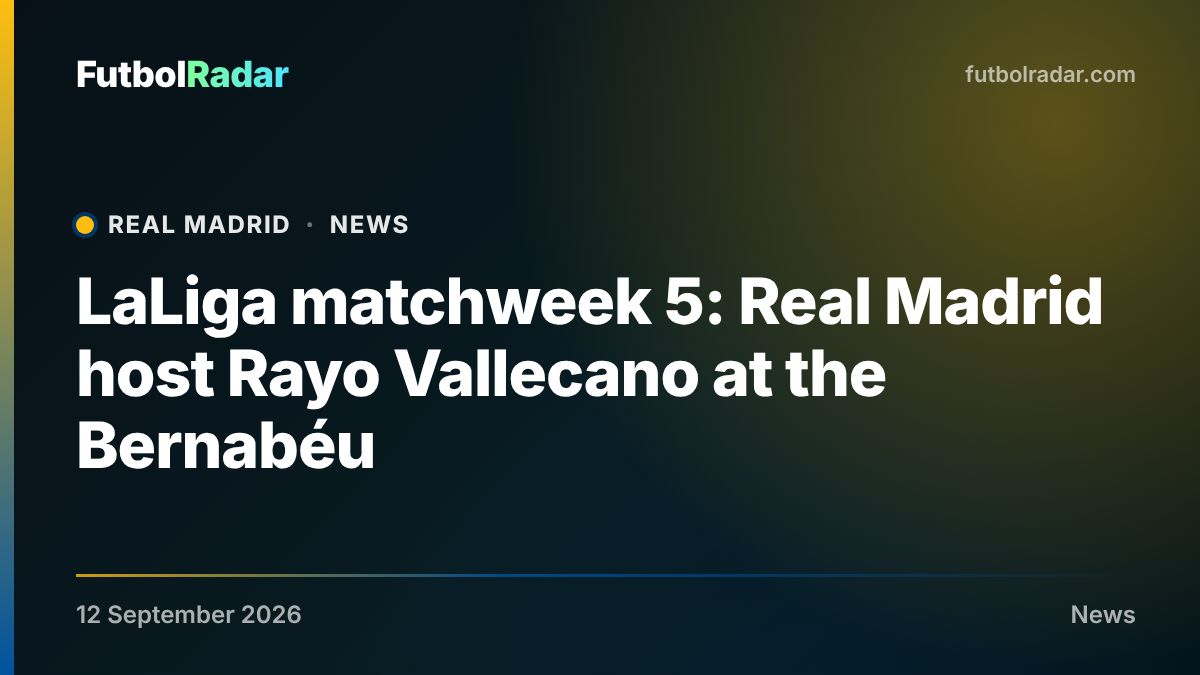 FutbolRadar
futbolradar.com
REAL MADRID · NEWS
LaLiga matchweek 5: Real Madrid
host Rayo Vallecano at the
Bernabéu
12 September 2026
News